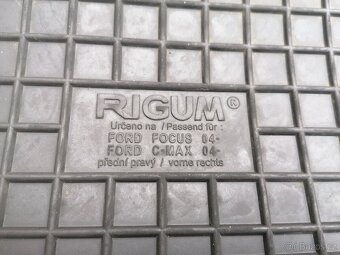 RIGUM®
Určeno na / Passend für :
FORD FOCUS 04-
FORD C-MAX 04-
přední pravý / vorne rechts